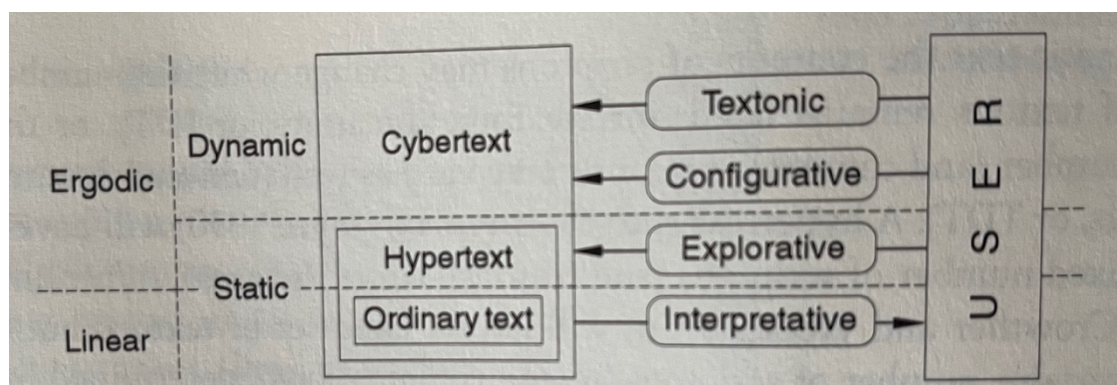 Textonic
Dynamic
Cybertext
Ergodic
Configurative
Hypertext
Explorative
Static
Ordinary text
Interpretative
Linear
USER